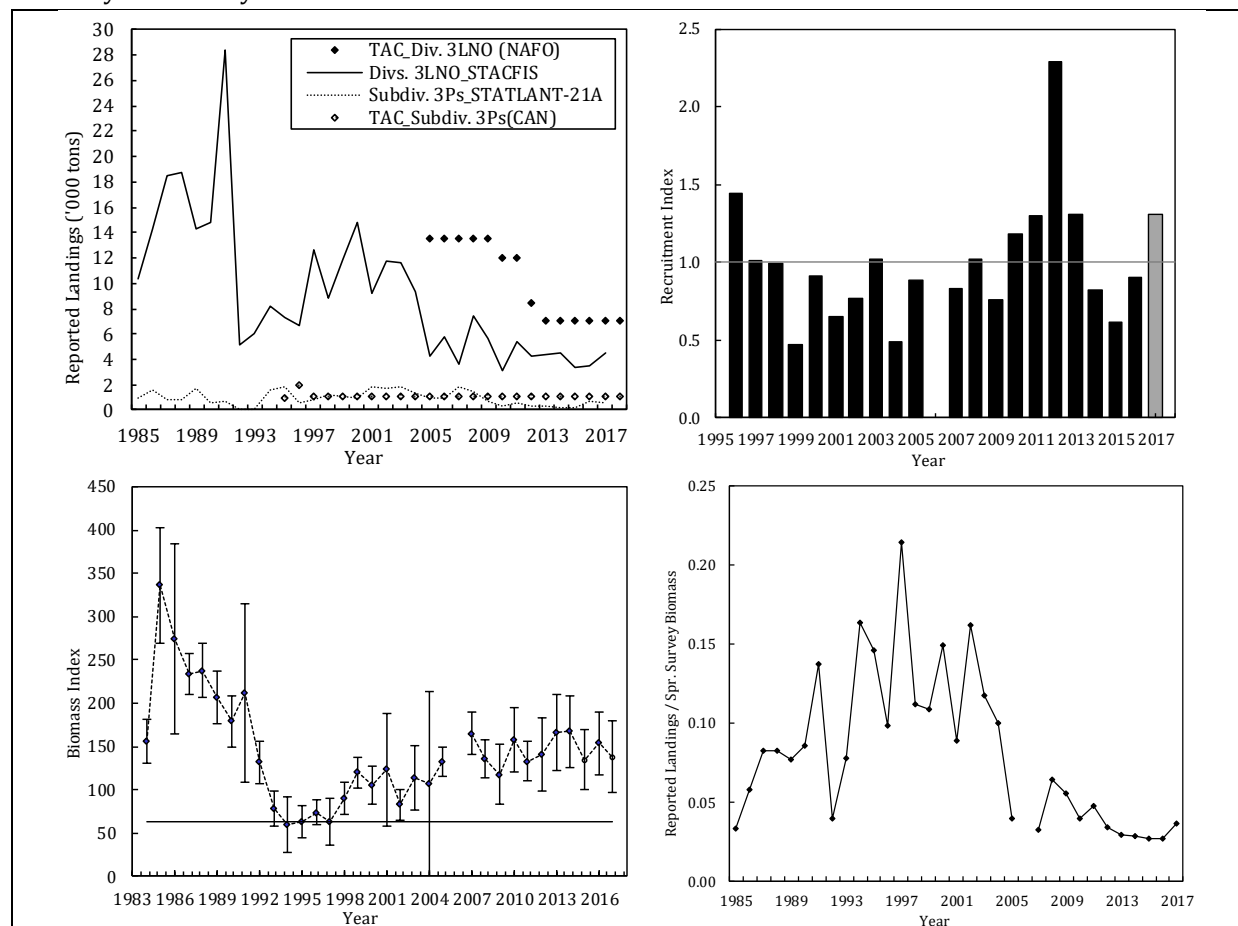 30
28
26
24
22
20
18
16
14
12
10
8
6
4
2
0
Reported Landings ('000 tons)
TAC_Div. 3LNO (NAFO)
Divs. 3LNO_STACFIS
Subdiv. 3Ps_STATLANT-21A
TAC_Subdiv. 3Ps(CAN)
1985 1989 1993 1997 2001 2005 2009 2013 2017
Year
2.5
2.0
1.5
1.0
0.5
0.0
Recruitment Index
1995 1997 1999 2001 2003 2005 2007 2009 2011 2013 2015 2017
Year
450
400
350
300
250
200
150
100
50
0
Biomass Index
1983 1986 1989 1992 1995 1998 2001 2004 2007 2010 2013 2016
Year
0.25
0.20
0.15
0.10
0.05
0.00
Reported Landings / Spr. Survey Biomass
1985 1989 1993 1997 2001 2005 2009 2013 2017
Year